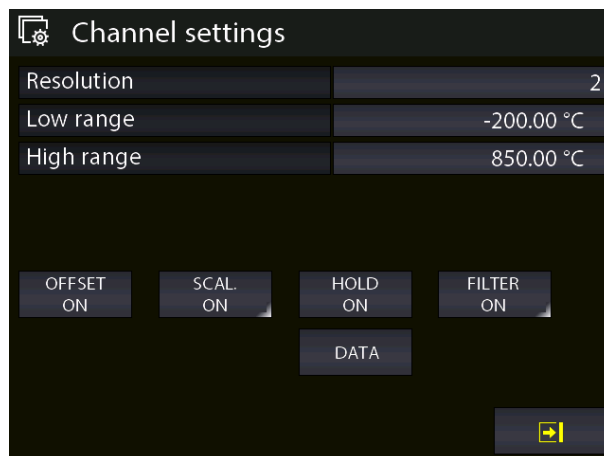 Channel settings
Resolution 2
Low range -200.00 °C
High range 850.00 °C
OFFSET SCAL. HOLD FILTER
ON ON ON ON
DATA